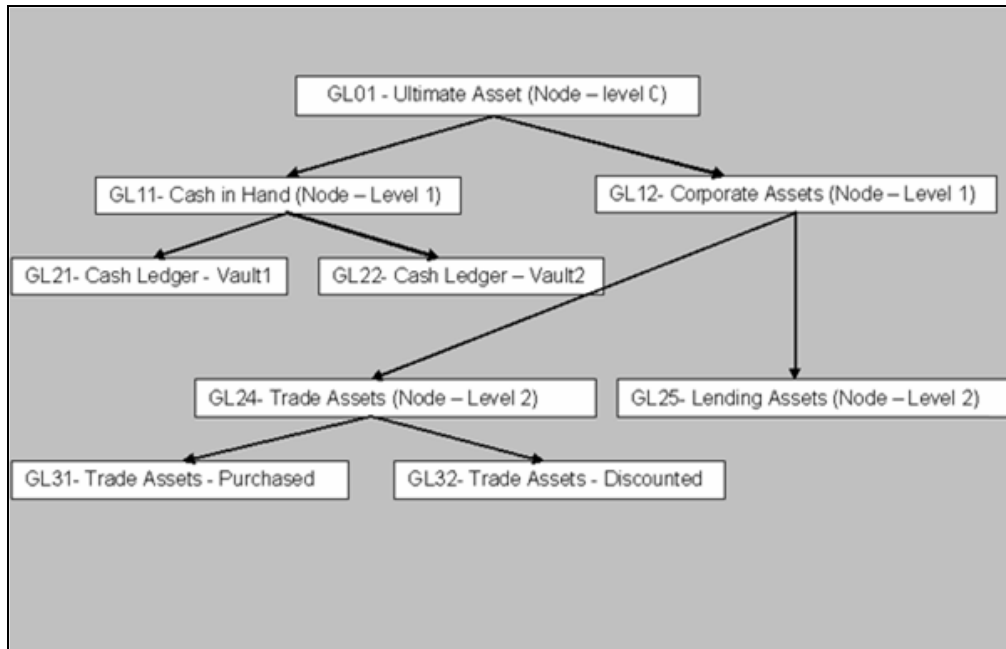 GL01 - Ultimate Asset (Node – level 0)
GL11- Cash in Hand (Node – Level 1)
GL12- Corporate Assets (Node – Level 1)
GL21- Cash Ledger - Vault1
GL22- Cash Ledger – Vault2
GL24- Trade Assets (Node – Level 2)
GL25- Lending Assets (Node – Level 2)
GL31- Trade Assets - Purchased
GL32- Trade Assets - Discounted